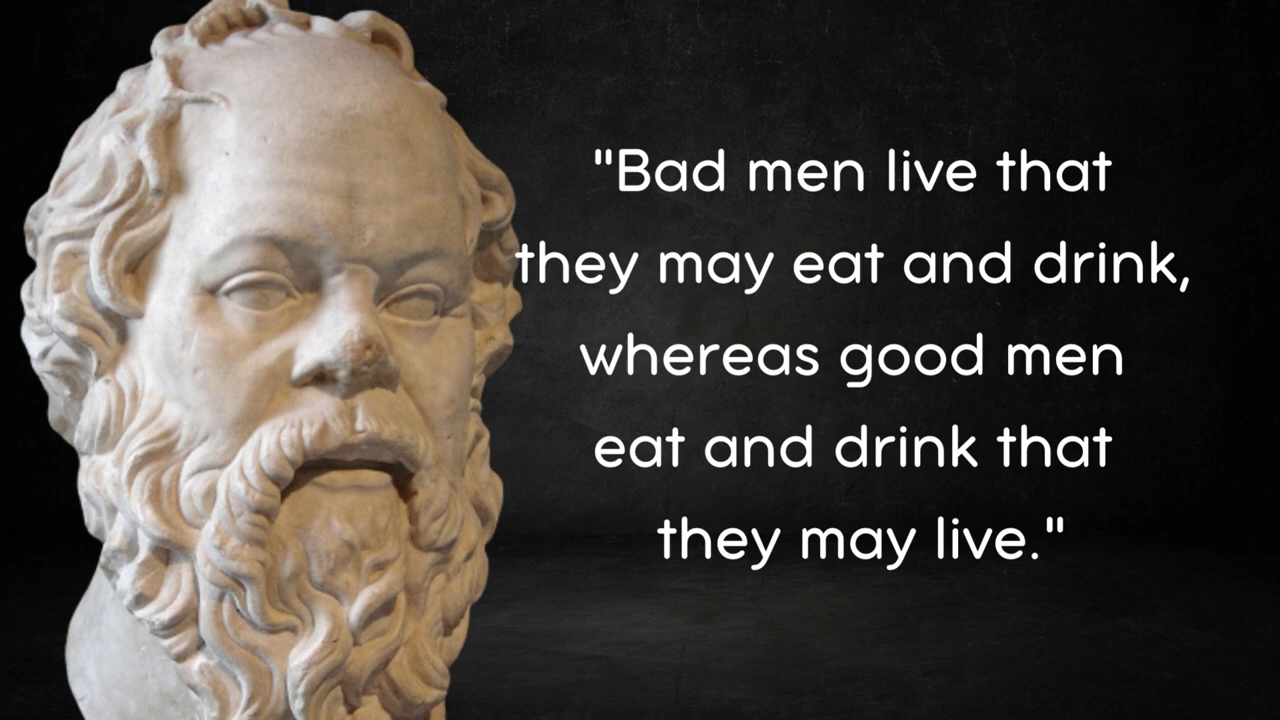 "Bad men live that
they may eat and drink,
whereas good men
eat and drink that
they may live."